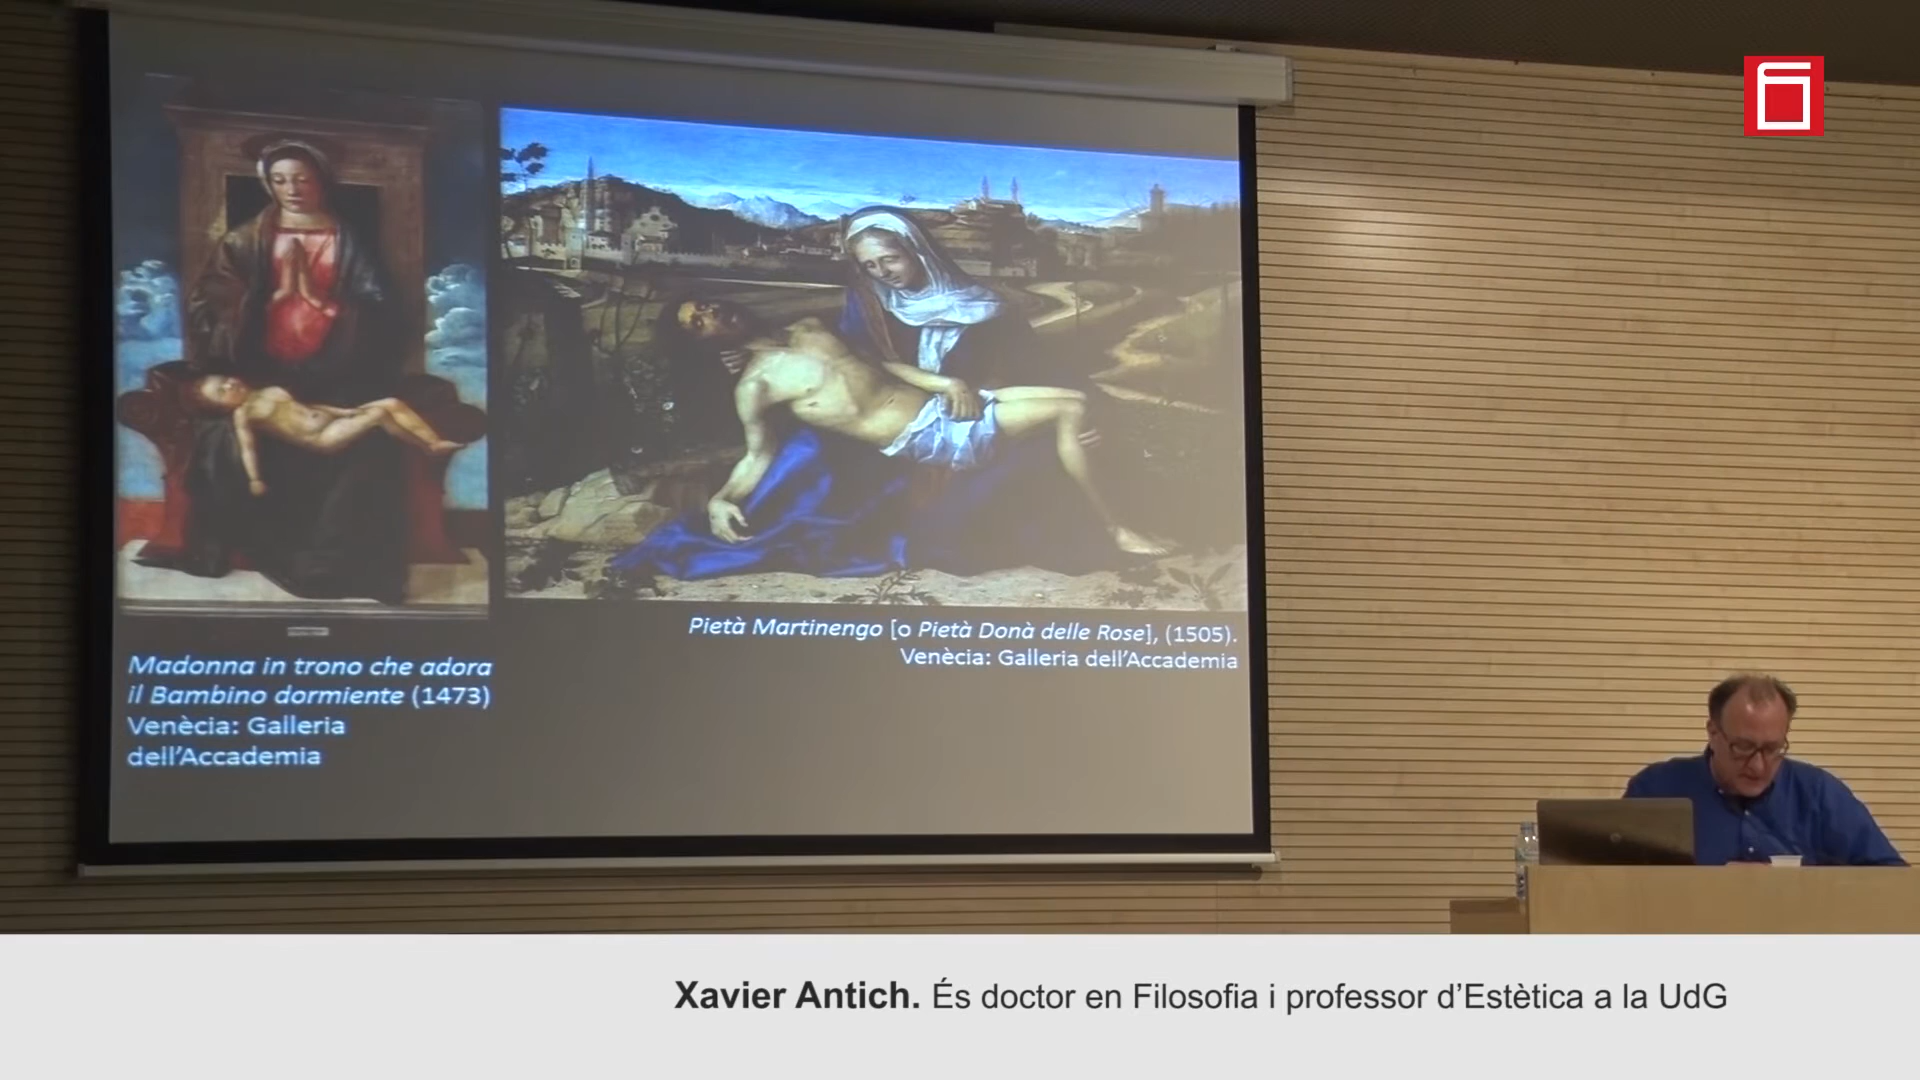 Pietà Martinengo [o Pietà Donà delle Rose], (1505).
Venècia: Galleria dell'Accademia
Madonna in trono che adora
il Bambino dormiente (1473)
Venècia: Galleria
dell'Accademia
Xavier Antich. És doctor en Filosofia i professor d'Estètica a la UdG